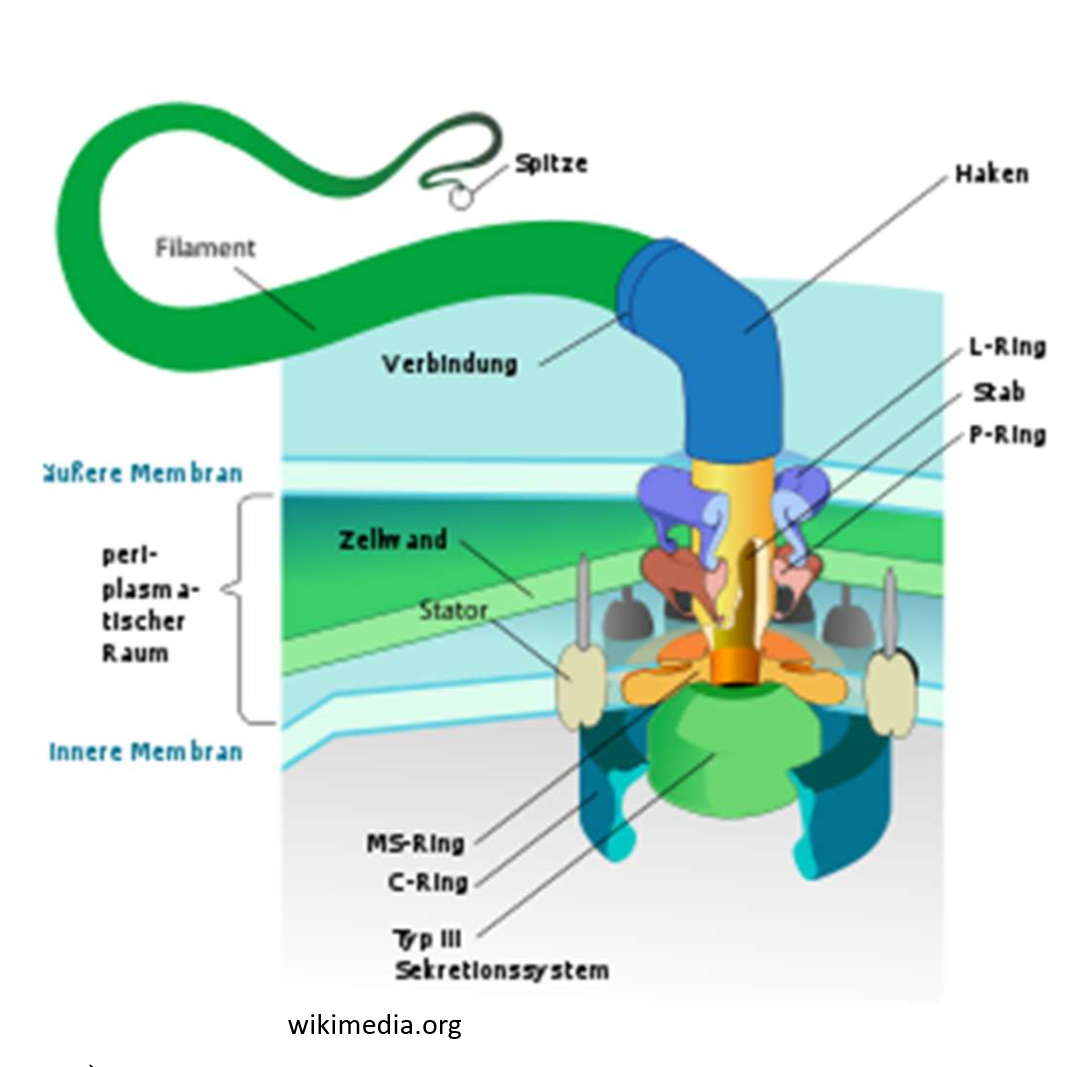 Spitze
Haken
Filament
L-Ring
Verbindung
Stab
P-Ring
äußere Membran
Zellwand
peri-
plasma-
tischer
Raum
Stator
Innere Membran
MS-Ring
C-Ring
Typ III
Sekretionssystem
wikimedia.org